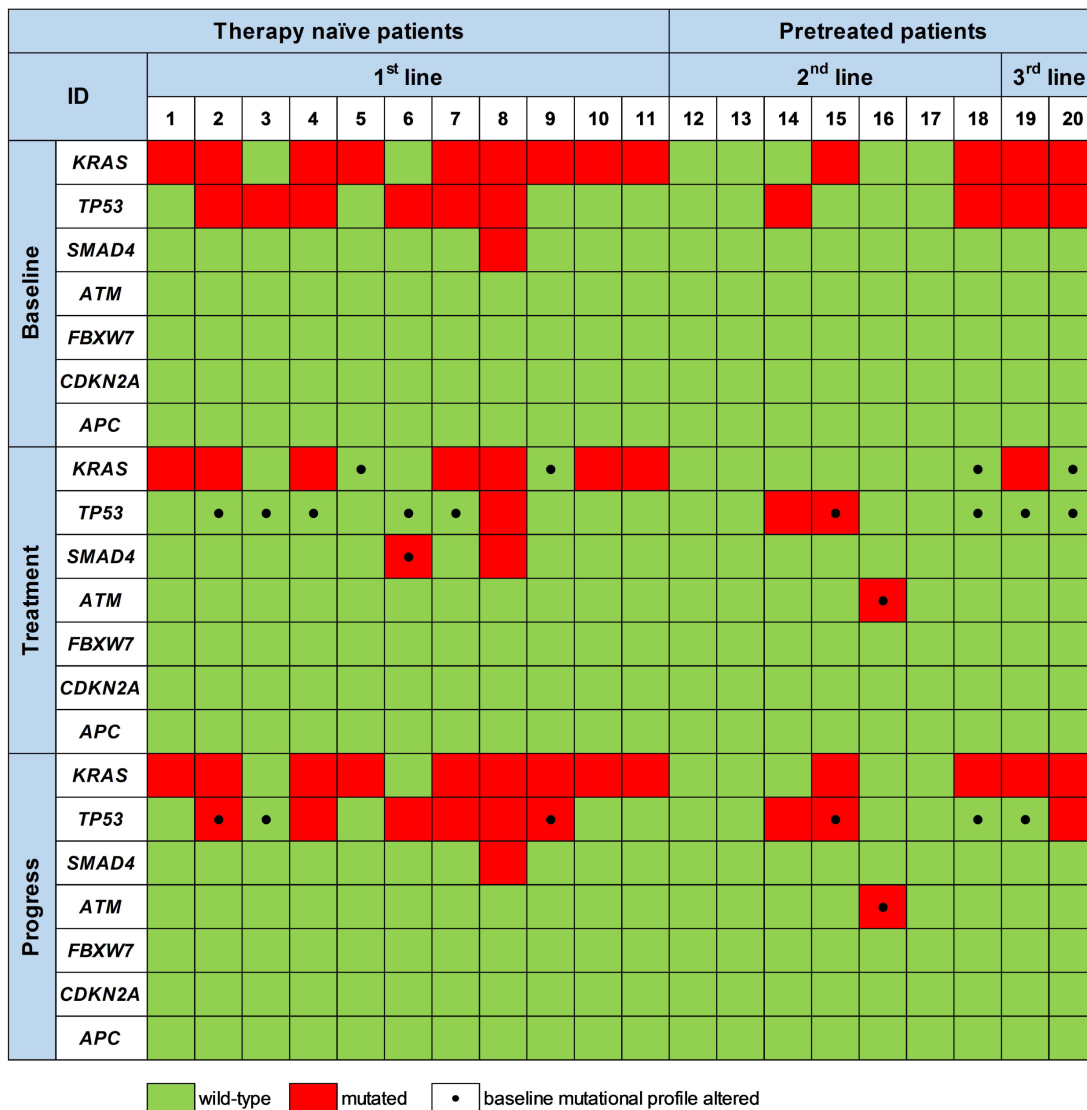 Therapy naïve patients Pretreated patients
ID 1st line 2nd line 3rd line
1 2 3 4 5 6 7 8 9 10 11 12 13 14 15 16 17 18 19 20
Baseline
KRAS
TP53
SMAD4
ATM
FBXW7
CDKN2A
APC
Treatment
KRAS
TP53
SMAD4
ATM
FBXW7
CDKN2A
APC
Progress
KRAS
TP53
SMAD4
ATM
FBXW7
CDKN2A
APC
wild-type mutated baseline mutational profile altered